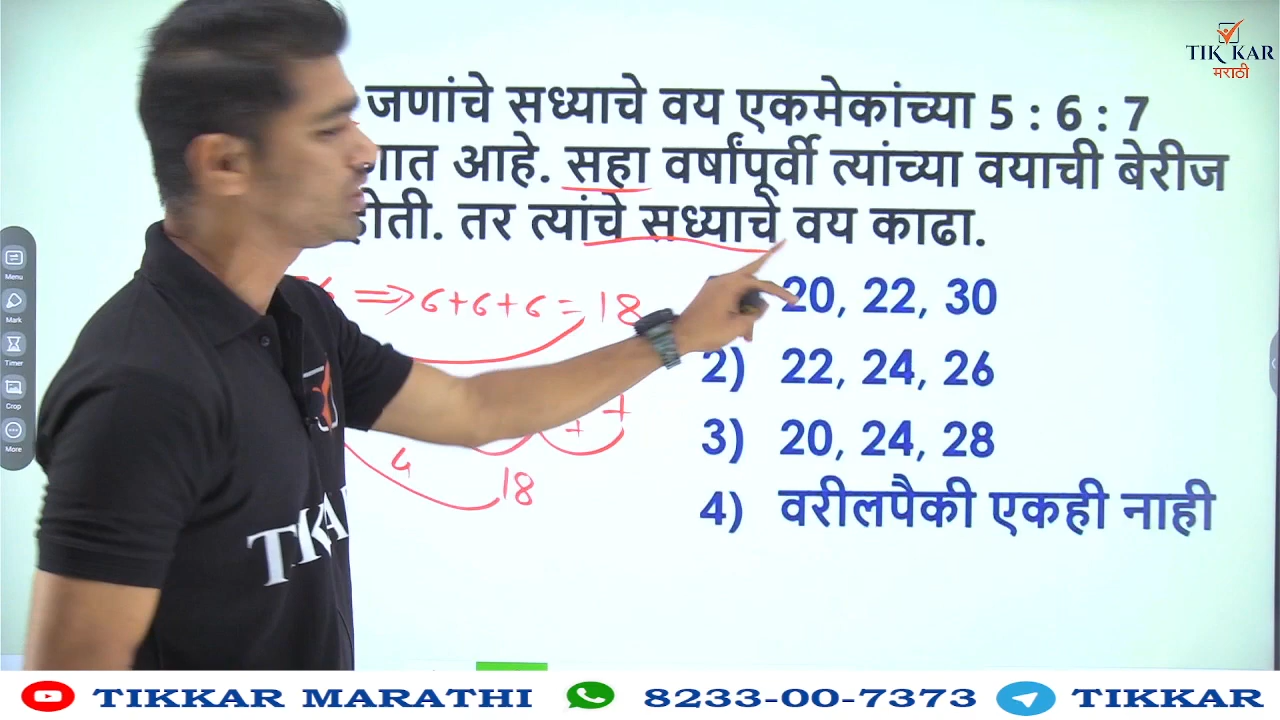 TIK KAR
मराठी
जणांचे सध्याचे वय एकमेकांच्या 5 : 6 : 7
आहे. सहा वर्षांपूर्वी त्यांच्या वयाची बेरीज
होती. तर त्यांचे सध्याचे वय काढा.
⇒ 6+6+6 = 18
20, 22, 30
2) 22, 24, 26
3) 20, 24, 28
4) वरीलपैकी एकही नाही
4
18
+ 7
Menu
Mark
Timer
Crop
More
TIKKAR MARATHI 8233-00-7373 TIKKAR